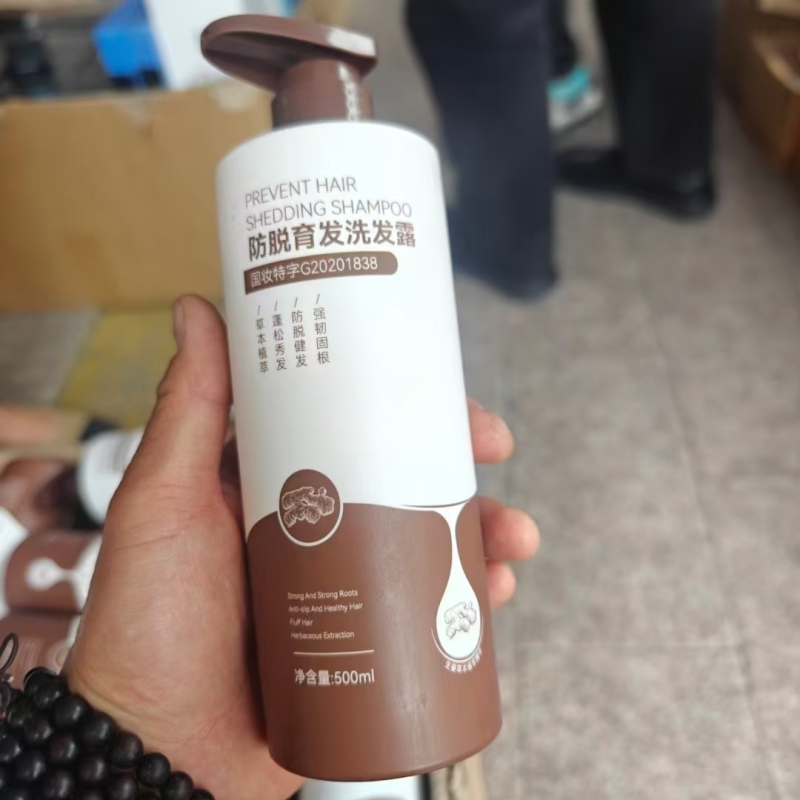 PREVENT HAIR
SHEDDING SHAMPOO
防脱育发洗发露
国妆特字G20201838
/草本植萃
/蓬松秀发
/防脱健发
/强韧固根
Strong And Strong Roots
Anti-slip And Healthy Hair
Fluff Hair
Herbaceous Extraction
净含量:500ml